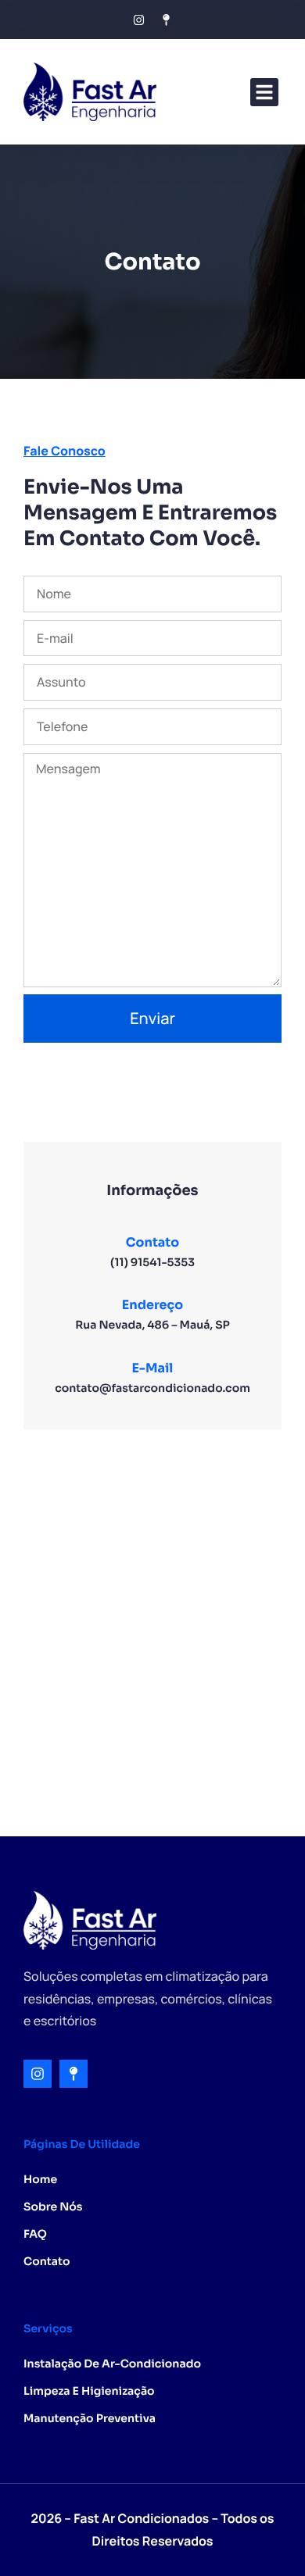 Fast Ar
Engenharia
Contato
Fale Conosco
Envie-Nos Uma
Mensagem E Entraremos
Em Contato Com Você.
Nome
E-mail
Assunto
Telefone
Mensagem
Enviar
Informações
Contato
(11) 91541-5353
Endereço
Rua Nevada, 486 – Mauá, SP
E-Mail
contato@fastarcondicionado.com
Fast Ar
Engenharia
Soluções completas em climatização para
residências, empresas, comércios, clínicas
e escritórios
Páginas De Utilidade
Home
Sobre Nós
FAQ
Contato
Serviços
Instalação De Ar-Condicionado
Limpeza E Higienização
Manutenção Preventiva
2026 – Fast Ar Condicionados – Todos os
Direitos Reservados